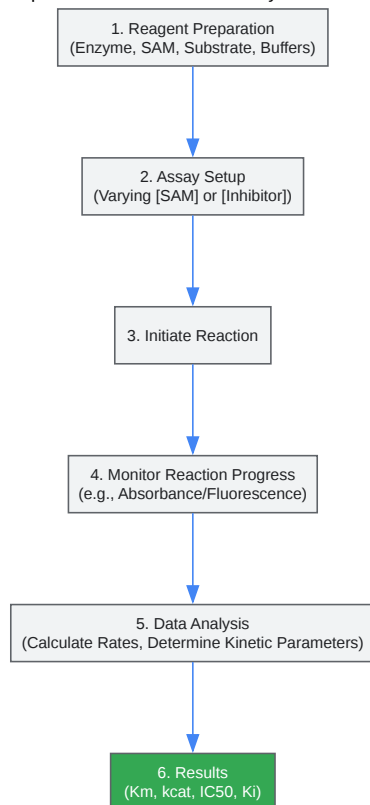 1. Reagent Preparation
(Enzyme, SAM, Substrate, Buffers)
2. Assay Setup
(Varying [SAM] or [Inhibitor])
3. Initiate Reaction
4. Monitor Reaction Progress
(e.g., Absorbance/Fluorescence)
5. Data Analysis
(Calculate Rates, Determine Kinetic Parameters)
6. Results
(Km, kcat, IC50, Ki)